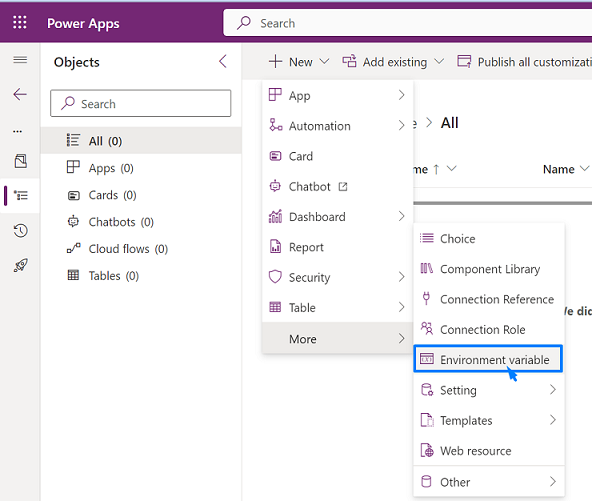 Power Apps
Search
Objects
New
Add existing
Publish all customizati
Search
All (0)
Apps (0)
Cards (0)
Chatbots (0)
Cloud flows (0)
Tables (0)
App
Automation
Card
Chatbot
Dashboard
Report
Security
Table
More
e > All
me ↑
Name
Choice
Component Library
Connection Reference
Connection Role
Environment variable
Setting
Templates
Web resource
Other
We did